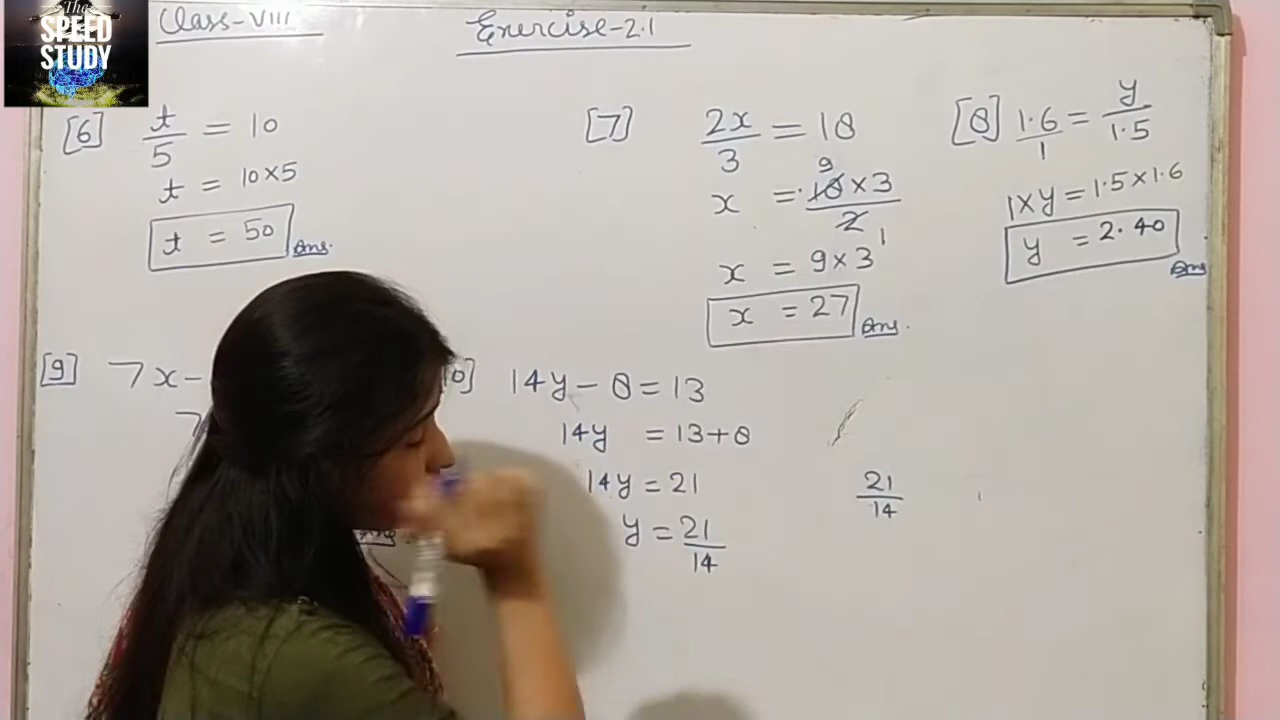 The
SPEED
STUDY
Class-VIII
Exercise-2.1
[6] t/5 = 10
t = 10×5
t = 50 Ans.
[7] 2x/3 = 18
x = 18×3/2
9
1
x = 9×3
x = 27 Ans.
[8] 1.6/1 = y/1.5
1×y = 1.5×1.6
y = 2.40 Ans
[9] 7x-
7
Ans
10] 14y - 8 = 13
14y = 13+8
14y = 21
y = 21/14
21/14